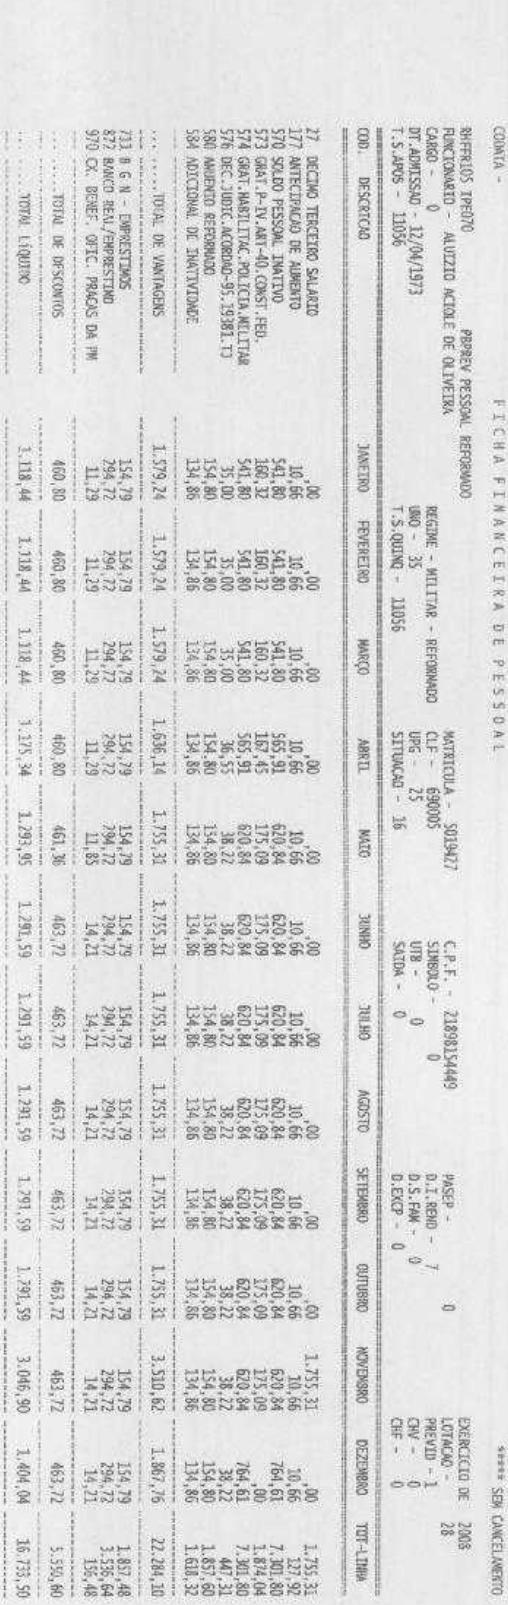 CODATA - FICHA FINANCEIRA DE PESSOAL ***** SEM CANCELAMENTO
RHFFRI05 IPE070 PBPREV PESSOAL REFORMADO EXERCICIO DE 2008
FUNCIONARIO - ALUIZIO ACIOLE DE OLIVEIRA MATRICULA - 5019427 C.P.F. - 21898154449 PASEP - 0 LOTACAO - 28
CARGO - 0 REGIME - MILITAR - REFORMADO CLF - 690005 SIMBOLO - 0 D.I.REND - 7 PREVID - 1
DT.ADMISSAO - 12/04/1973 UNO - 35 UPG - 25 UTB - 0 D.S.FAM - 0 CHV - 0
T.S.APOS - 11056 T.S.QUINQ - 11056 SITUACAO - 16 SAIDA - 0 D.EXCP - 0 CHF - 0
COD. DESCRICAO JANEIRO FEVEREIRO MARÇO ABRIL MAIO JUNHO JULHO AGOSTO SETEMBRO OUTUBRO NOVEMBRO DEZEMBRO TOT-LINHA
27 DECIMO TERCEIRO SALARIO ,00 ,00 ,00 ,00 ,00 ,00 ,00 ,00 ,00 ,00 1.755,31 ,00 1.755,31
177 ANTECIPACAO DE AUMENTO 10,66 10,66 10,66 10,66 10,66 10,66 10,66 10,66 10,66 10,66 10,66 10,66 127,92
570 SOLDO PESSOAL INATIVO 541,80 541,80 541,80 565,91 620,84 620,84 620,84 620,84 620,84 620,84 620,84 764,61 7.301,80
573 GRAT.P-IV.ART-40.CONST.FED. 160,32 160,32 160,32 167,45 175,09 175,09 175,09 175,09 175,09 175,09 175,09 ,00 1.874,04
574 GRAT.HABILITAC.POLICIA.MILITAR 541,80 541,80 541,80 565,91 620,84 620,84 620,84 620,84 620,84 620,84 620,84 764,61 7.301,80
576 DEC.JUDIC.ACORDAO-95.19381.TJ 35,00 35,00 35,00 36,55 38,22 38,22 38,22 38,22 38,22 38,22 38,22 38,22 447,31
580 ANUENIO REFORMADO 154,80 154,80 154,80 154,80 154,80 154,80 154,80 154,80 154,80 154,80 154,80 154,80 1.857,60
584 ADICIONAL DE INATIVIDADE 134,86 134,86 134,86 134,86 134,86 134,86 134,86 134,86 134,86 134,86 134,86 134,86 1.618,32
... ......TOTAL DE VANTAGENS 1.579,24 1.579,24 1.579,24 1.636,14 1.755,31 1.755,31 1.755,31 1.755,31 1.755,31 1.755,31 3.510,62 1.867,76 22.284,10
713 B G N - EMPRESTIMOS 154,79 154,79 154,79 154,79 154,79 154,79 154,79 154,79 154,79 154,79 154,79 154,79 1.857,48
872 BANCO REAL/EMPRESTIMO 294,72 294,72 294,72 294,72 294,72 294,72 294,72 294,72 294,72 294,72 294,72 294,72 3.536,64
970 CX. BENEF. OFIC. PRAÇAS DA PM 11,29 11,29 11,29 11,29 11,85 14,21 14,21 14,21 14,21 14,21 14,21 14,21 156,48
... TOTAL DE DESCONTOS 460,80 460,80 460,80 460,80 461,36 463,72 463,72 463,72 463,72 463,72 463,72 463,72 5.550,60
... TOTAL LÍQUIDO 1.118,44 1.118,44 1.118,44 1.175,34 1.293,95 1.291,59 1.291,59 1.291,59 1.291,59 1.291,59 3.046,90 1.404,04 16.733,50